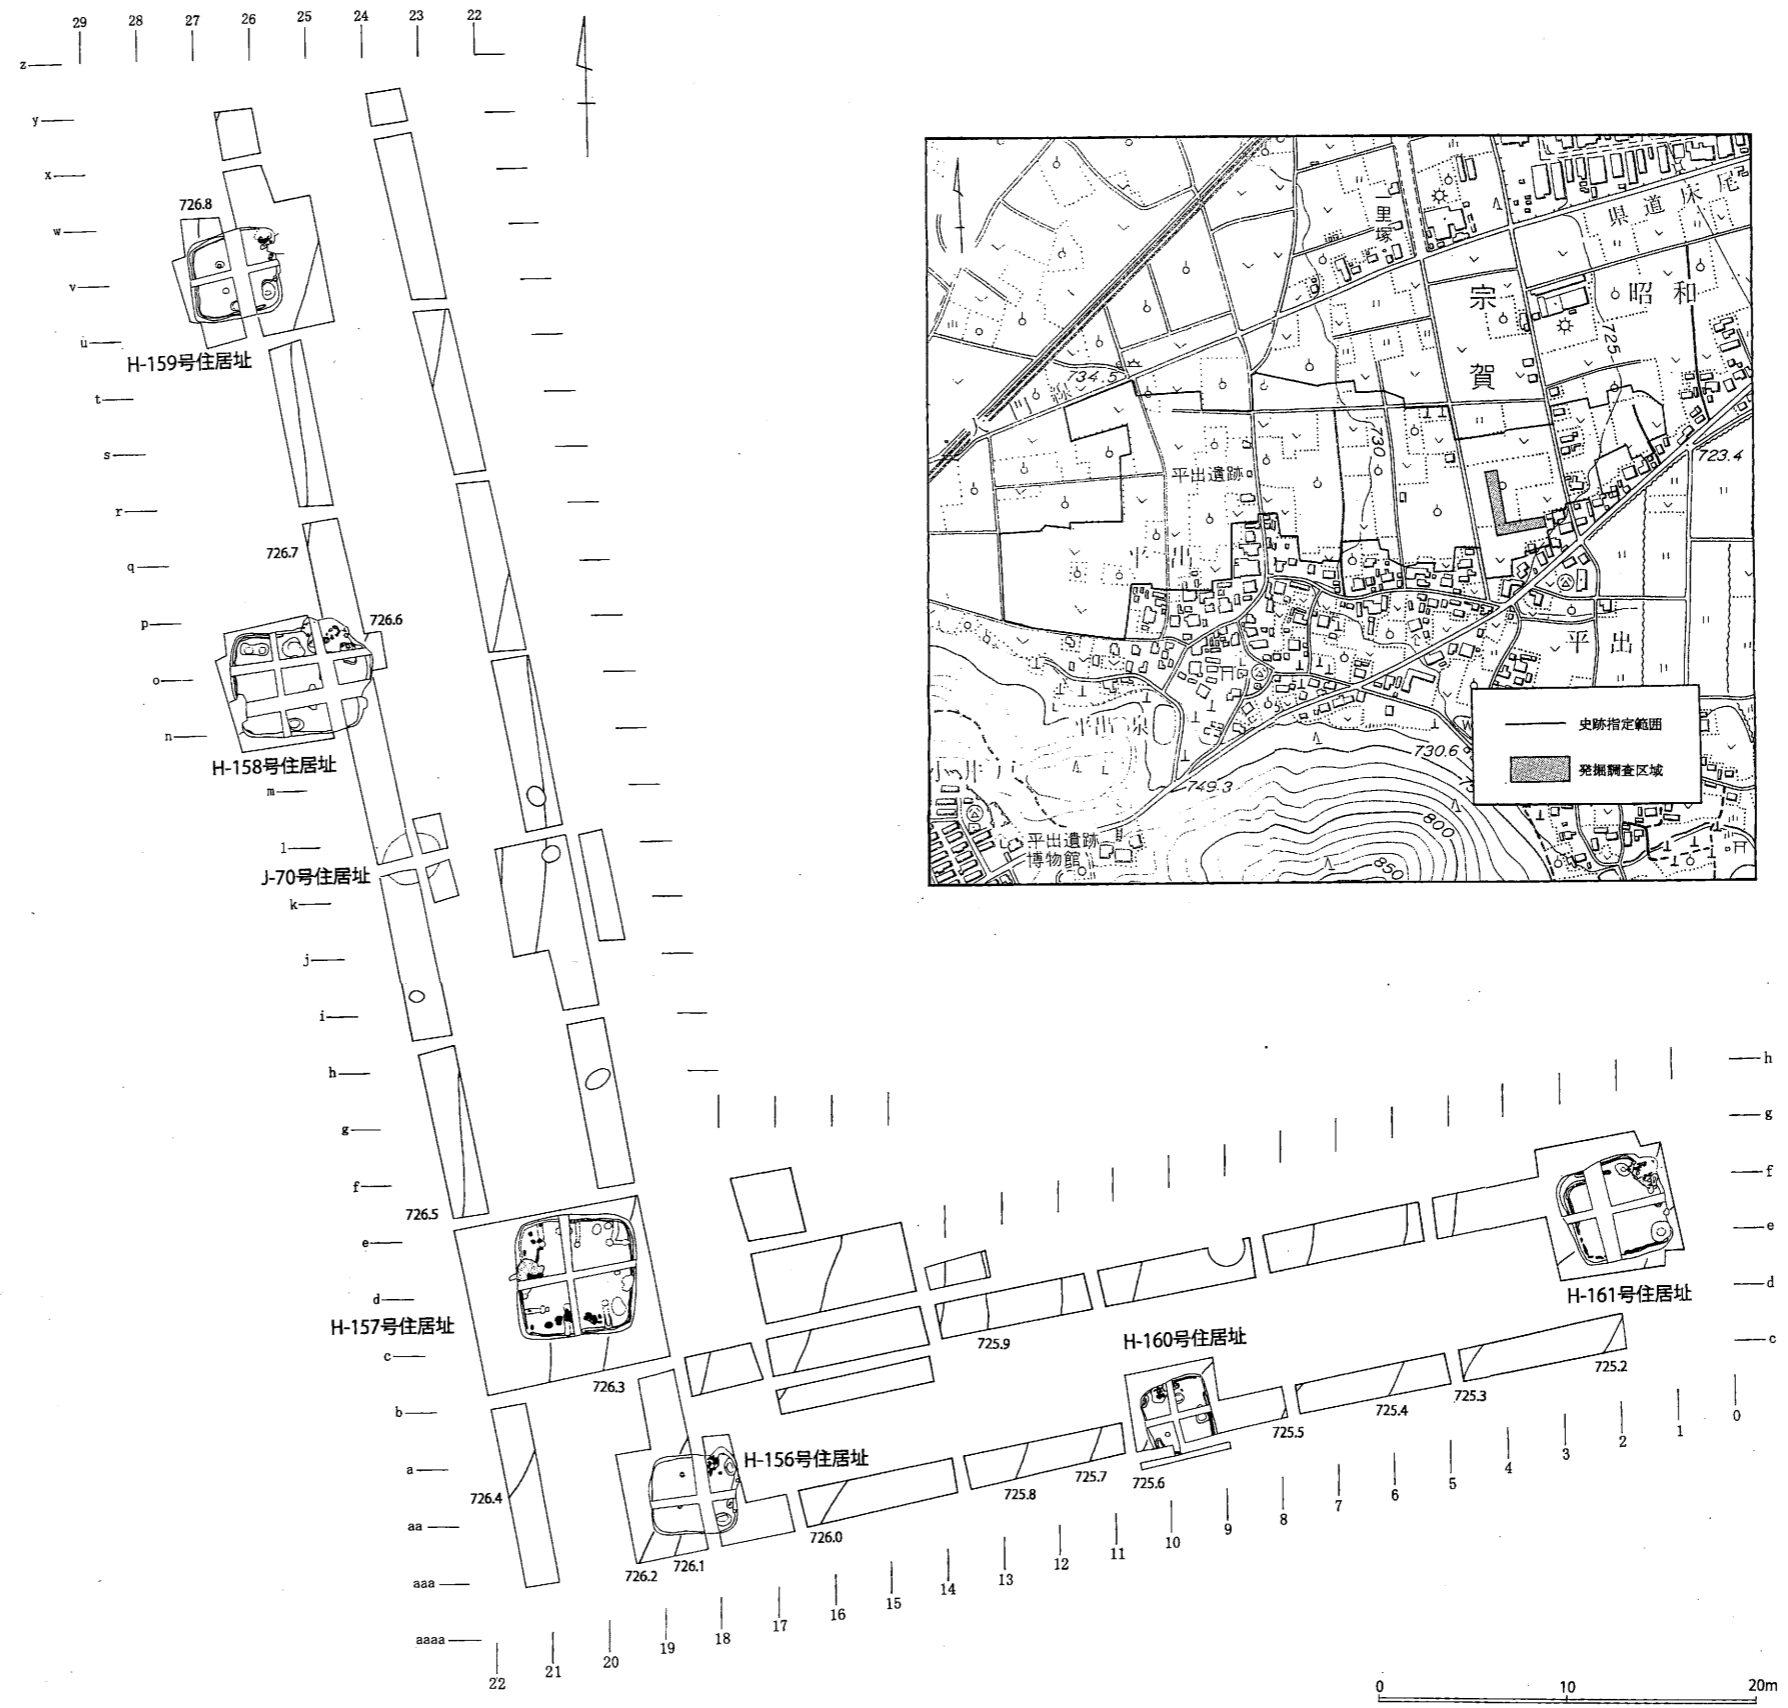 29
28
27
26
25
24
23
22
z
y
x
w
v
u
t
s
r
q
p
o
n
m
l
k
j
i
h
g
f
e
d
c
b
a
aa
aaa
aaaa
726.8
H-159号住居址
726.7
726.6
H-158号住居址
J-70号住居址
726.5
H-157号住居址
726.3
726.4
H-156号住居址
726.2
726.1
726.0
725.9
725.8
725.7
725.6
H-160号住居址
725.5
725.4
725.3
725.2
H-161号住居址
h
g
f
e
d
c
22
21
20
19
18
17
16
15
14
13
12
11
10
9
8
7
6
5
4
3
2
1
0
0 10 20m
一里塚
県道床尾
宗賀
昭和
725
734.5
730
723.4
平出遺跡
平出
平出
平出泉
730.6
749.3
800
850
平出遺跡
博物館
史跡指定範囲
発掘調査区域